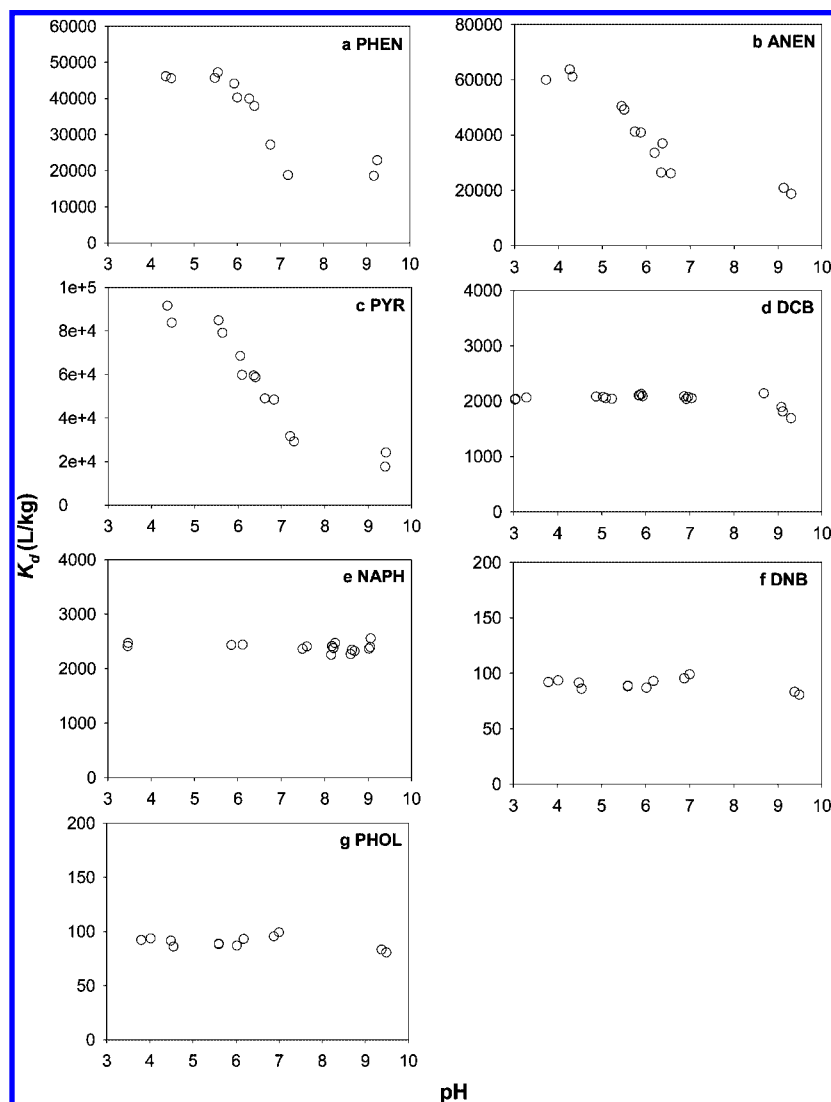 a PHEN
60000
50000
40000
30000
20000
10000
0
3 4 5 6 7 8 9 10
b ANEN
80000
60000
40000
20000
0
3 4 5 6 7 8 9 10
c PYR
1e+5
8e+4
6e+4
4e+4
2e+4
0
3 4 5 6 7 8 9 10
d DCB
4000
3000
2000
1000
0
3 4 5 6 7 8 9 10
Kd (L/kg)
e NAPH
4000
3000
2000
1000
0
3 4 5 6 7 8 9 10
f DNB
200
150
100
50
0
3 4 5 6 7 8 9 10
g PHOL
200
150
100
50
0
3 4 5 6 7 8 9 10
pH